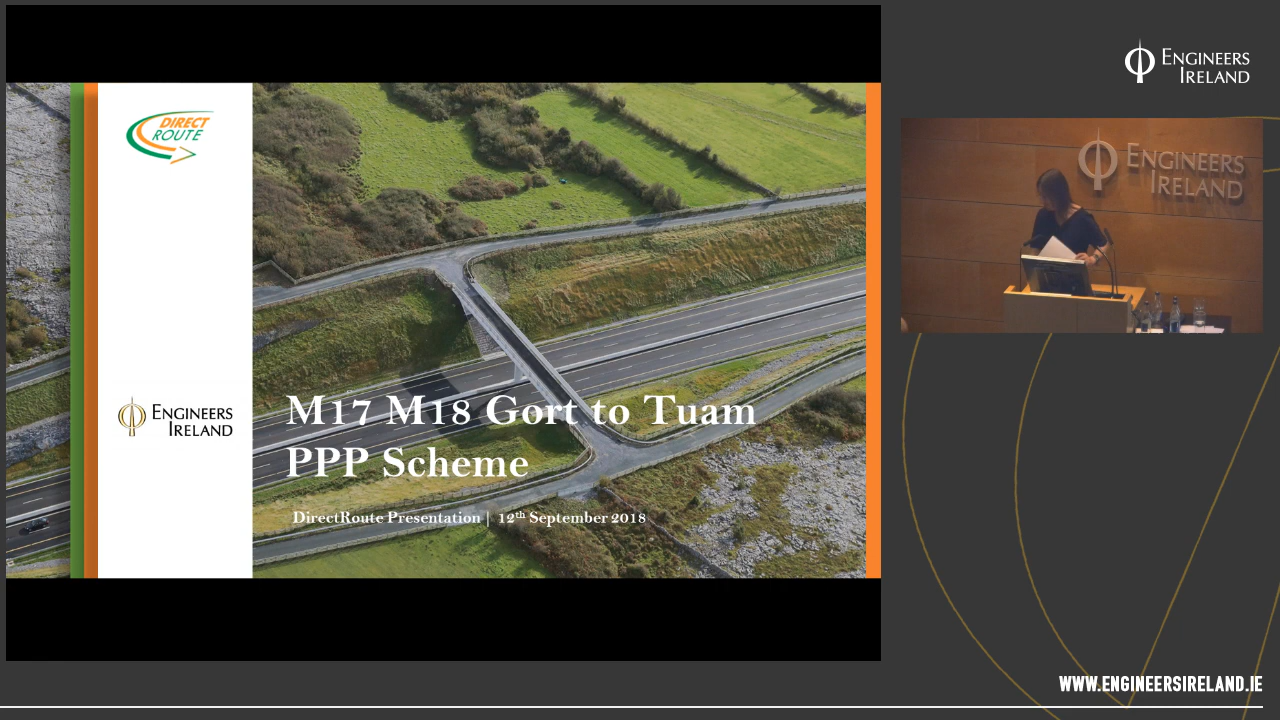 DIRECT
ROUTE
ENGINEERS
IRELAND
M17 M18 Gort to Tuam
PPP Scheme
DirectRoute Presentation | 12th September 2018
ENGINEERS
IRELAND
ENGINEERS
IRELAND
WWW.ENGINEERSIRELAND.IE